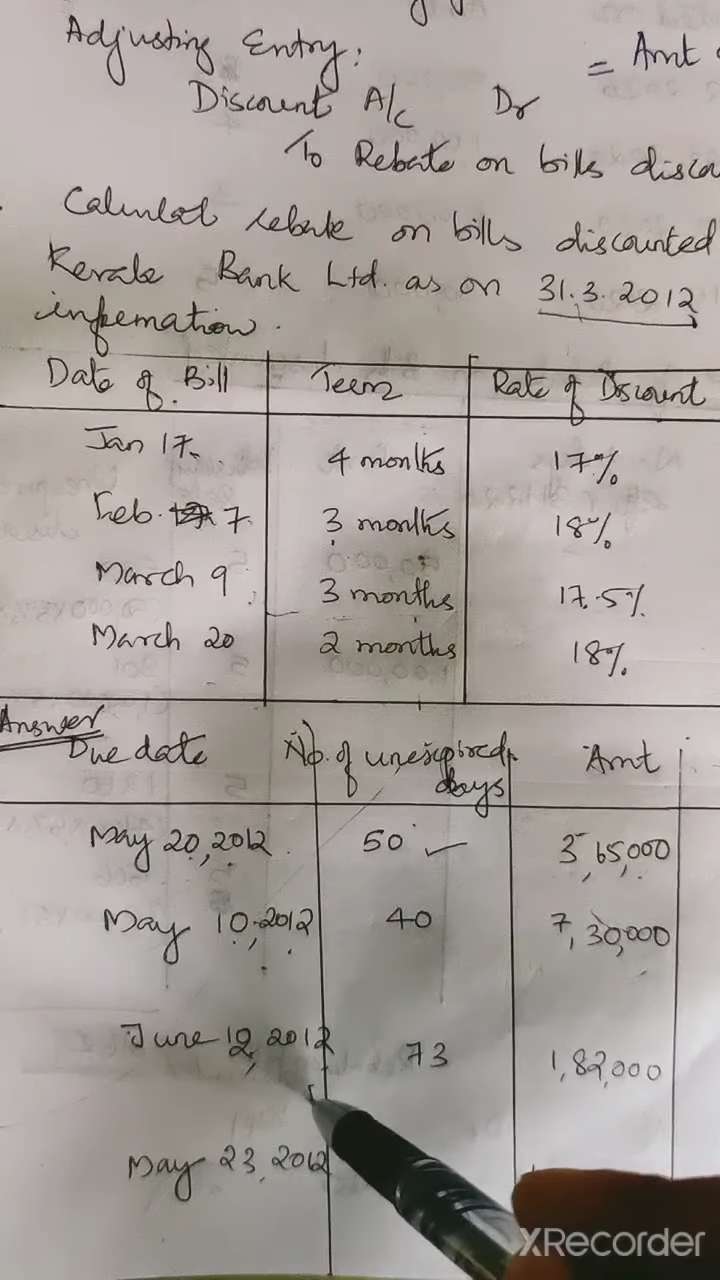 Adjusting Entry:
= Amt
Discount A/c Dr
To Rebate on bills discou
Calculat rebate on bills discounted
Kerala Bank Ltd. as on 31.3.2012
infemation.
Date of Bill Term Rate of Discount
Jan 17 4 months 17%
Feb. 7 3 months 18%
March 9 3 months 17.5%
March 20 2 months 18%
Answer
Due date No. of unexpired days Amt
May 20, 2012 50 ✓ 3,65,000
May 10, 2012 40 7,30,000
June 12, 2012 73 1,82,000
May 23, 2012
XRecorder